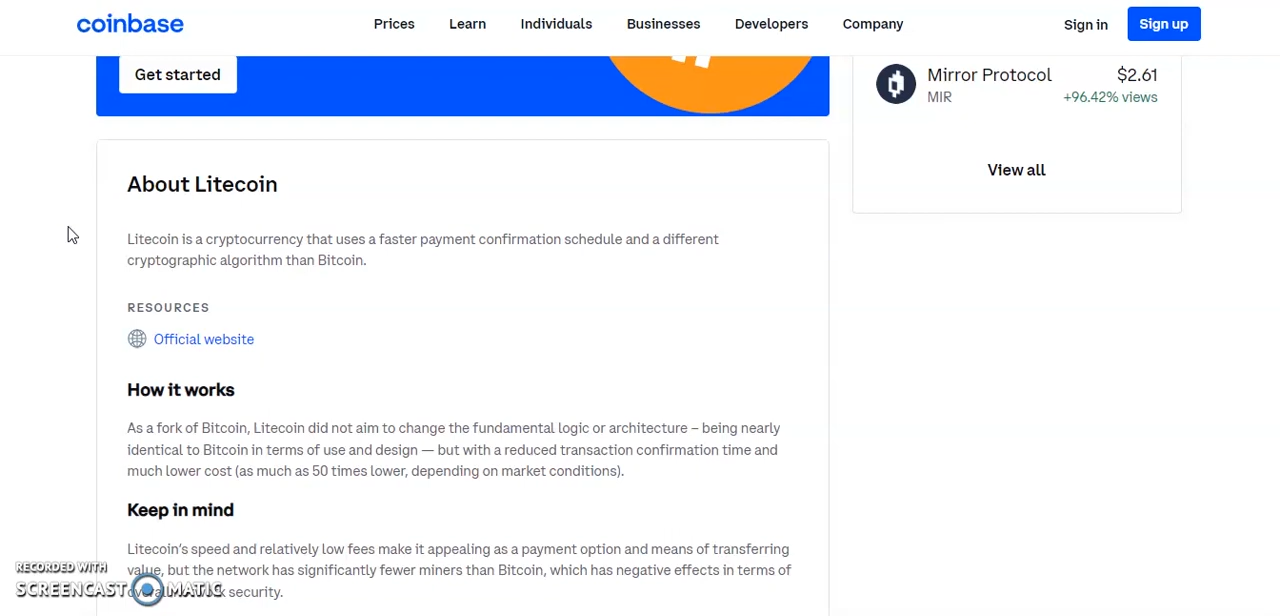 coinbase
Prices
Learn
Individuals
Businesses
Developers
Company
Sign in
Sign up
Get started
Mirror Protocol
$2.61
MIR
+96.42% views
View all
About Litecoin
Litecoin is a cryptocurrency that uses a faster payment confirmation schedule and a different
cryptographic algorithm than Bitcoin.
RESOURCES
Official website
How it works
As a fork of Bitcoin, Litecoin did not aim to change the fundamental logic or architecture – being nearly
identical to Bitcoin in terms of use and design — but with a reduced transaction confirmation time and
much lower cost (as much as 50 times lower, depending on market conditions).
Keep in mind
Litecoin's speed and relatively low fees make it appealing as a payment option and means of transferring
value, but the network has significantly fewer miners than Bitcoin, which has negative effects in terms of
security.
RECORDED WITH
SCREENCAST MATIC